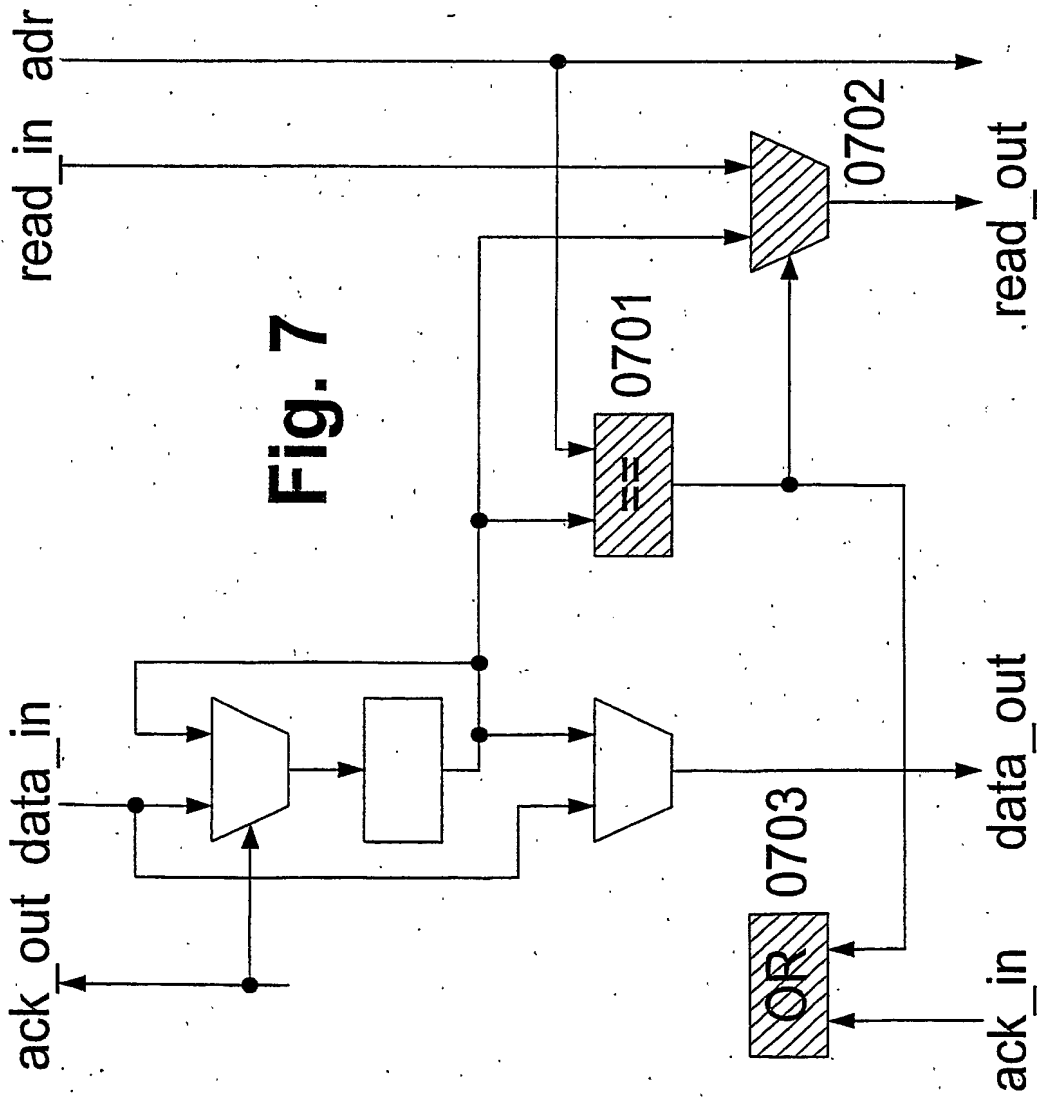 ack_out
data_in
read_in
adr
Fig. 7
0701
==
0702
0703
OR
ack_in
data_out
.read_out